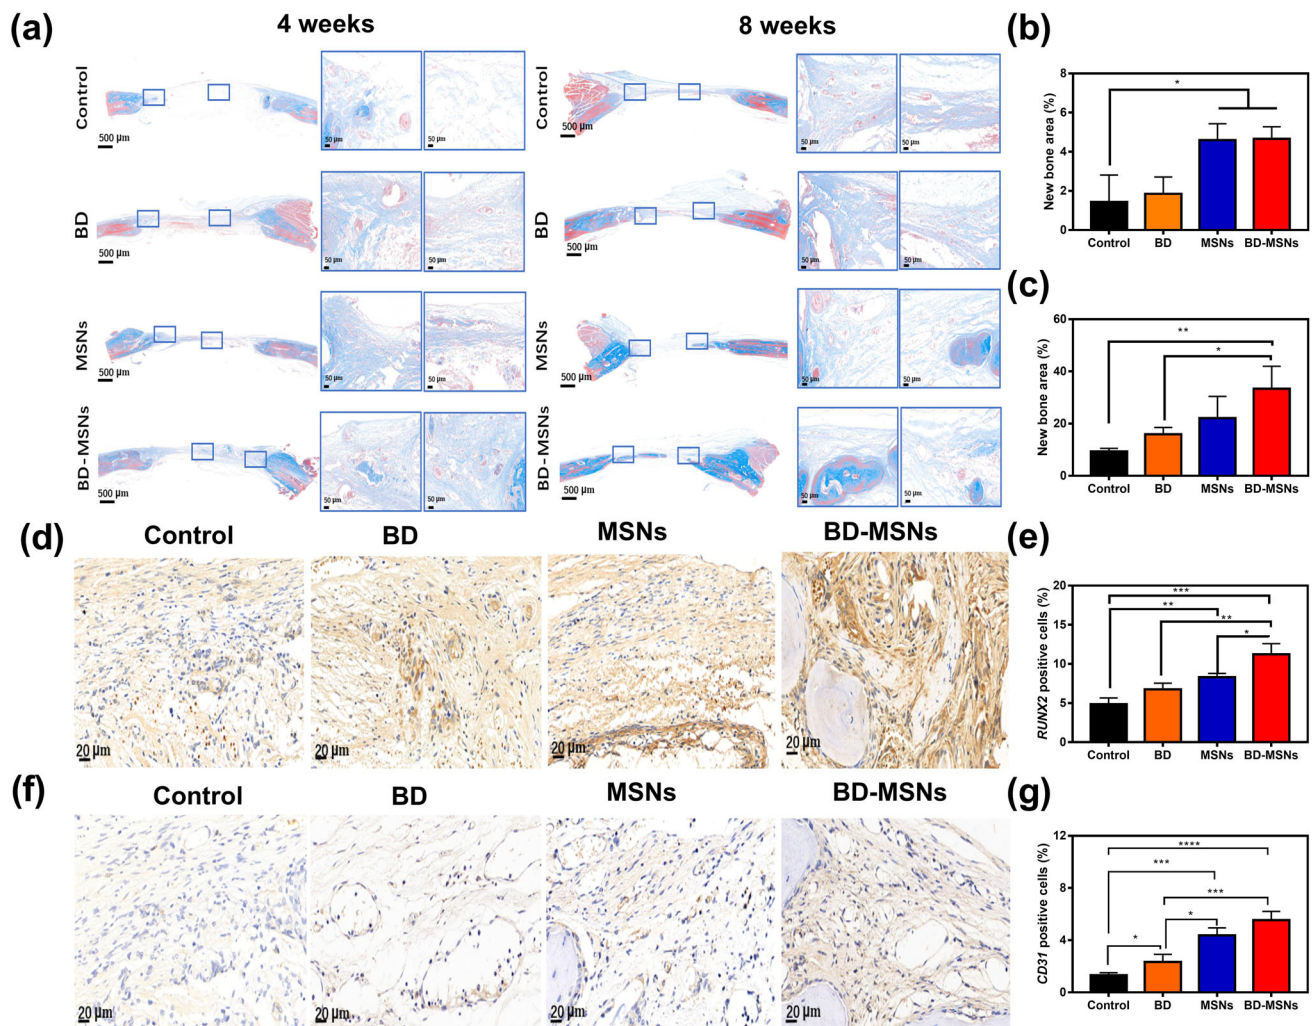 (a)
4 weeks
8 weeks
Control
500 µm
50 µm
50 µm
Control
500 µm
50 µm
50 µm
BD
500 µm
50 µm
50 µm
BD
500 µm
50 µm
50 µm
MSNs
500 µm
50 µm
50 µm
MSNs
500 µm
50 µm
50 µm
BD-MSNs
500 µm
50 µm
50 µm
BD-MSNs
500 µm
50 µm
50 µm
(b)
New bone area (%)
8
6
4
2
0
*
Control BD MSNs BD-MSNs
(c)
New bone area (%)
60
40
20
0
**
*
Control BD MSNs BD-MSNs
(d)
Control BD MSNs BD-MSNs
20 µm 20 µm 20 µm 20 µm
(e)
RUNX2 positive cells (%)
20
15
10
5
0
***
**
**
*
Control BD MSNs BD-MSNs
(f)
Control BD MSNs BD-MSNs
20 µm 20 µm 20 µm 20 µm
(g)
CD31 positive cells (%)
12
8
4
0
****
***
***
*
*
Control BD MSNs BD-MSNs